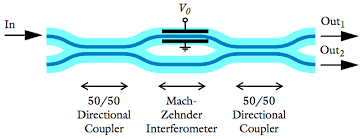 V₀
In
Out₁
Out₂
50/50 Mach- 50/50
Directional Zehnder Directional
Coupler Interferometer Coupler